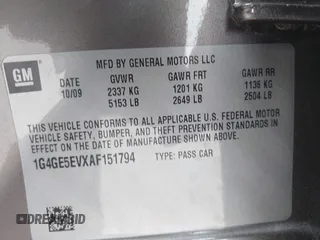 MFD BY GENERAL MOTORS LLC
GM
DATE GVWR GAWR FRT GAWR RR
10/09 2337 KG 1201 KG 1136 KG
5153 LB 2649 LB 2504 LB
THIS VEHICLE CONFORMS TO ALL APPLICABLE U.S. FEDERAL MOTOR
VEHICLE SAFETY, BUMPER, AND THEFT PREVENTION STANDARDS
IN EFFECT ON THE DATE OF MANUFACTURE SHOWN ABOVE.
1G4GE5EVXAF151794 TYPE: PASS CAR
DREAMBID